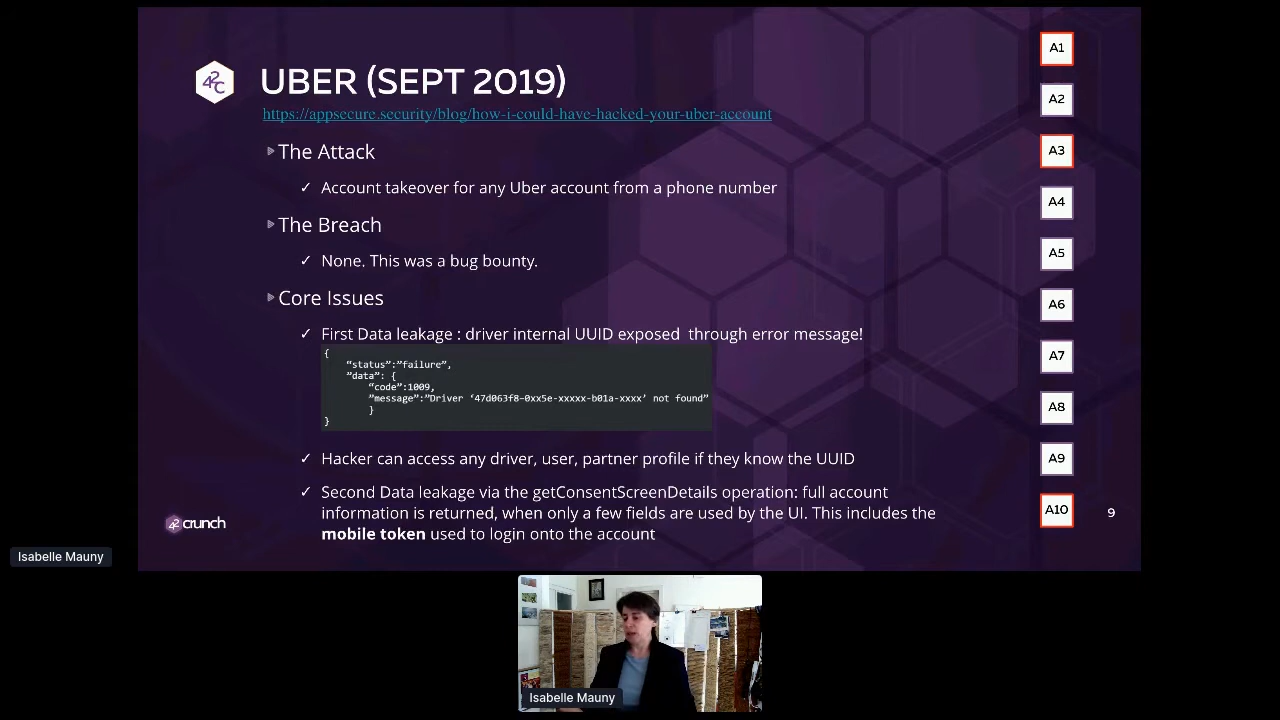 42C
UBER (SEPT 2019)
https://appsecure.security/blog/how-i-could-have-hacked-your-uber-account
The Attack
✓ Account takeover for any Uber account from a phone number
The Breach
✓ None. This was a bug bounty.
Core Issues
✓ First Data leakage : driver internal UUID exposed through error message!
{
"status":"failure",
"data": {
"code":1009,
"message":"Driver ‘47d063f8-0xx5e-xxxxx-b01a-xxxx’ not found"
}
}
✓ Hacker can access any driver, user, partner profile if they know the UUID
✓ Second Data leakage via the getConsentScreenDetails operation: full account
information is returned, when only a few fields are used by the UI. This includes the
mobile token used to login onto the account
A1
A2
A3
A4
A5
A6
A7
A8
A9
A10
9
42 crunch
Isabelle Mauny
Isabelle Mauny